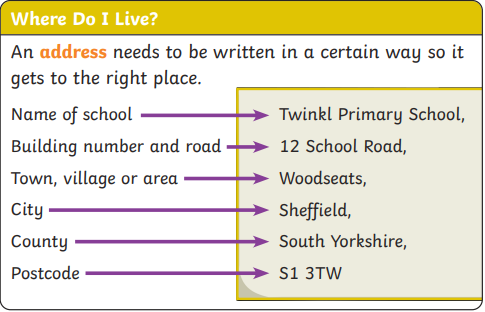 Where Do I Live?
An address needs to be written in a certain way so it
gets to the right place.
Name of school Twinkl Primary School,
Building number and road 12 School Road,
Town, village or area Woodseats,
City Sheffield,
County South Yorkshire,
Postcode S1 3TW